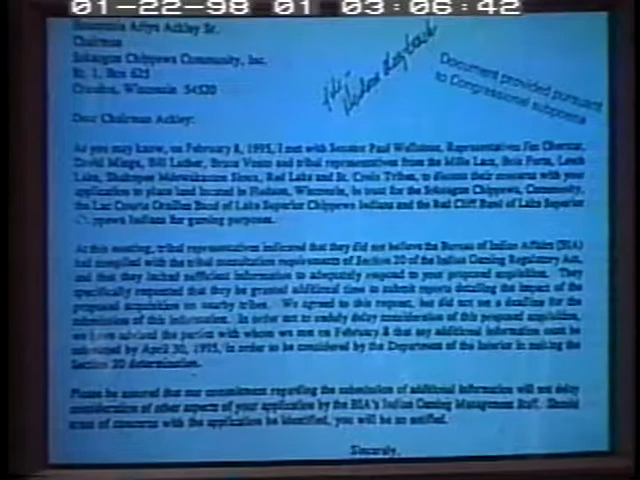 01-22-98 01 03:06:42
Arlyn Ackley Sr.
Chairman
Sokaogon Chippewa Community, Inc.
Rt. 1, Box 625
Crandon, Wisconsin 54520
Document provided pursuant
to Congressional subpoena
Dear Chairman Ackley:
As you may know, on February 8, 1995, I met with Senator Paul Wellstone, Representatives Jim Oberstar,
David Minge, Bill Luther, Bruce Vento and tribal representatives from the Mille Lacs, Bois Forte, Leech
Lake, Shakopee Mdewakanton Sioux, Red Lake and St. Croix Tribes, to discuss their concerns with your
application to place land located in Hudson, Wisconsin, in trust for the Sokaogon Chippewa, Community,
the Lac Courte Oreilles Band of Lake Superior Chippewa Indians and the Red Cliff Band of Lake Superior
Chippewa Indians for gaming purposes.
At this meeting, tribal representatives indicated that they did not believe the Bureau of Indian Affairs (BIA)
had complied with the tribal consultation requirements of Section 20 of the Indian Gaming Regulatory Act,
and that they lacked sufficient information to adequately respond to your proposed acquisition. They
specifically requested that they be granted additional time to submit reports detailing the impact of the
proposed acquisition on nearby tribes. We agreed to this request, but did not set a deadline for the
submission of this information. In order not to unduly delay consideration of this proposed acquisition,
we have advised the parties with whom we met on February 8 that any additional information must be
submitted by April 30, 1995, in order to be considered by the Department of the Interior in making the
Section 20 determination.
Please be assured that our commitment regarding the submission of additional information will not delay
consideration of other aspects of your application by the BIA's Indian Gaming Management Staff. Should
areas of concerns with the application be identified, you will be so notified.
Sincerely,